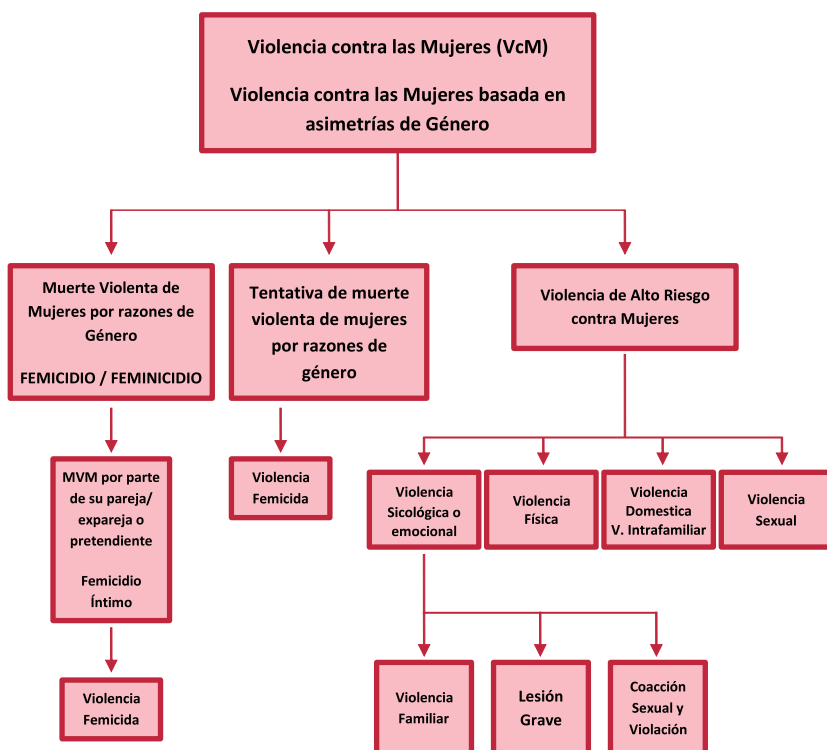 Violencia contra las Mujeres (VcM)
Violencia contra las Mujeres basada en
asimetrías de Género
Muerte Violenta de
Mujeres por razones de
Género
FEMICIDIO / FEMINICIDIO
Tentativa de muerte
violenta de mujeres
por razones de
género
Violencia de Alto Riesgo
contra Mujeres
MVM por parte
de su pareja/
expareja o
pretendiente
Femicidio
Íntimo
Violencia
Femicida
Violencia
Femicida
Violencia
Sicológica o
emocional
Violencia
Física
Violencia
Domestica
V. Intrafamiliar
Violencia
Sexual
Violencia
Familiar
Lesión
Grave
Coacción
Sexual y
Violación